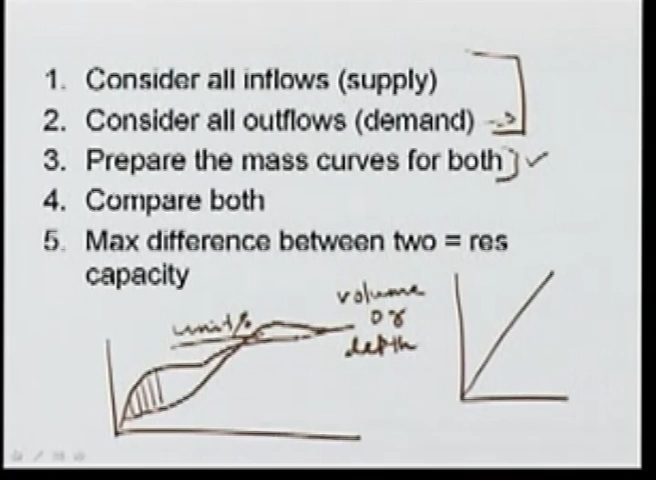 1. Consider all inflows (supply)
2. Consider all outflows (demand)
3. Prepare the mass curves for both
4. Compare both
5. Max difference between two = res
capacity
volume
or
depth